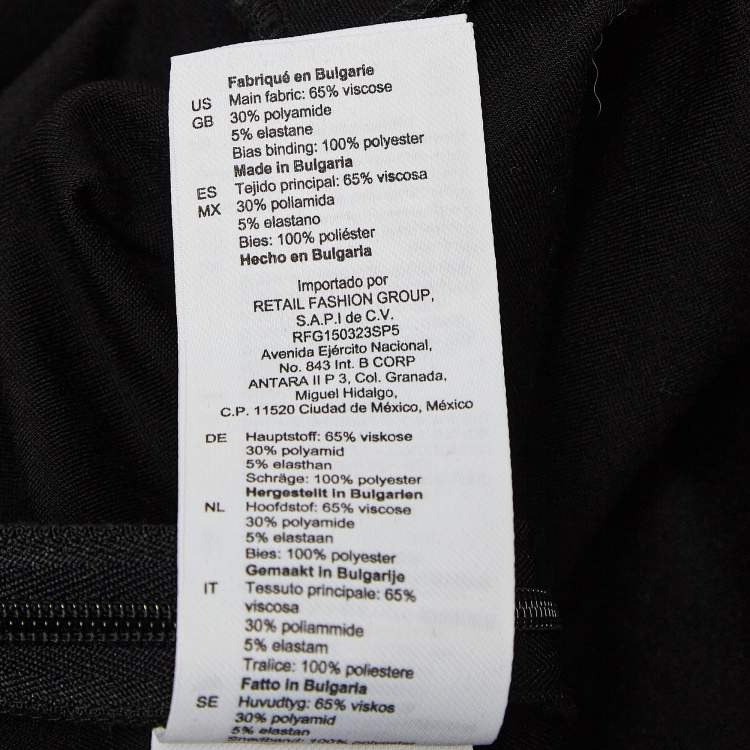 Fabriqué en Bulgarie
US Main fabric: 65% viscose
GB 30% polyamide
5% elastane
Bias binding: 100% polyester
Made in Bulgaria
ES Tejido principal: 65% viscosa
MX 30% poliamida
5% elastano
Bies: 100% poliéster
Hecho en Bulgaria
Importado por
RETAIL FASHION GROUP,
S.A.P.I de C.V.
RFG150323SP5
Avenida Ejército Nacional,
No. 843 Int. B CORP
ANTARA II P 3, Col. Granada,
Miguel Hidalgo,
C.P. 11520 Ciudad de México, México
DE Hauptstoff: 65% viskose
30% polyamid
5% elasthan
Schräge: 100% polyester
Hergestellt in Bulgarien
NL Hoofdstof: 65% viscose
30% polyamide
5% elastaan
Bies: 100% polyester
Gemaakt in Bulgarije
IT Tessuto principale: 65%
viscosa
30% poliammide
5% elastam
Tralice: 100% poliestere
Fatto in Bulgaria
SE Huvudtyg: 65% viskos
30% polyamid
5% elastan
Snedband: 100% polyester